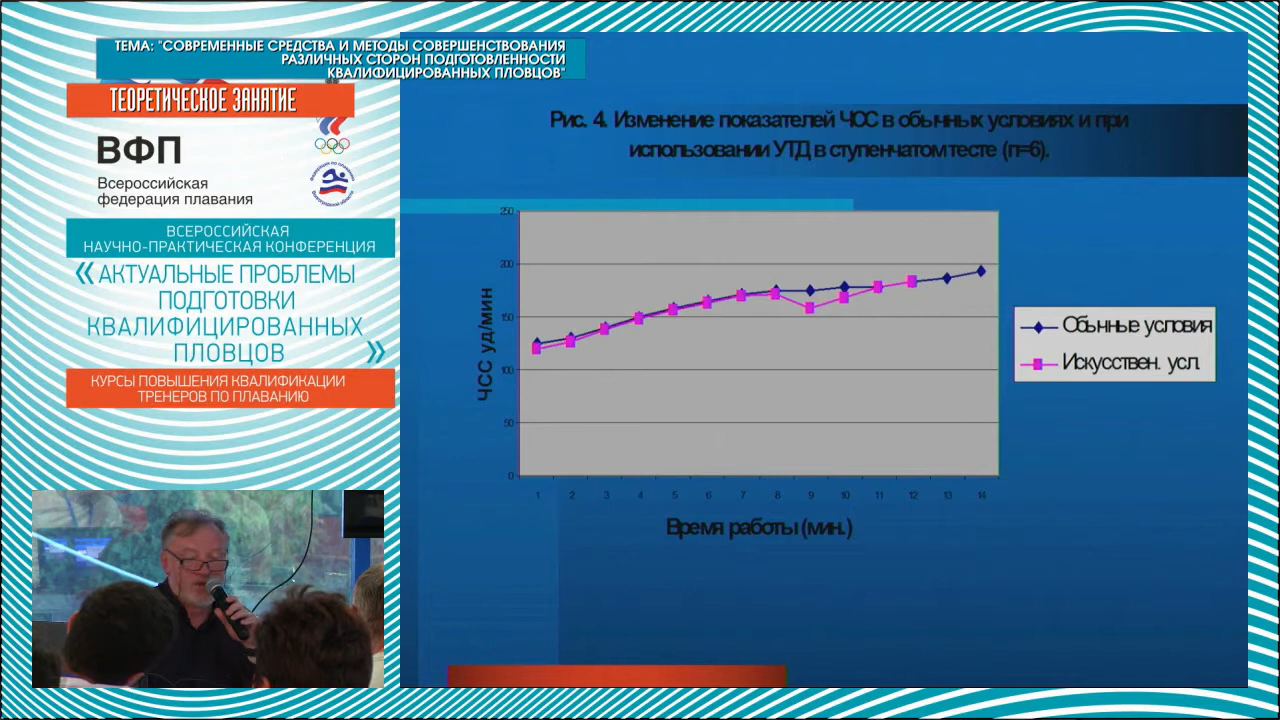 ТЕМА: "СОВРЕМЕННЫЕ СРЕДСТВА И МЕТОДЫ СОВЕРШЕНСТВОВАНИЯ
РАЗЛИЧНЫХ СТОРОН ПОДГОТОВЛЕННОСТИ
КВАЛИФИЦИРОВАННЫХ ПЛОВЦОВ"
ТЕОРЕТИЧЕСКОЕ ЗАНЯТИЕ
ВФП
Всероссийская
федерация плавания
ВСЕРОССИЙСКАЯ
НАУЧНО-ПРАКТИЧЕСКАЯ КОНФЕРЕНЦИЯ
«АКТУАЛЬНЫЕ ПРОБЛЕМЫ
ПОДГОТОВКИ
КВАЛИФИЦИРОВАННЫХ
ПЛОВЦОВ»
КУРСЫ ПОВЫШЕНИЯ КВАЛИФИКАЦИИ
ТРЕНЕРОВ ПО ПЛАВАНИЮ
Рис. 4. Изменение показателей ЧСС в обычных условиях и при
использовании УТД в ступенчатом тесте (n=6).
ЧСС уд/мин
250
200
150
100
50
0
1 2 3 4 5 6 7 8 9 10 11 12 13 14
Время работы (мин.)
Обычные условия
Искусствен. усл.